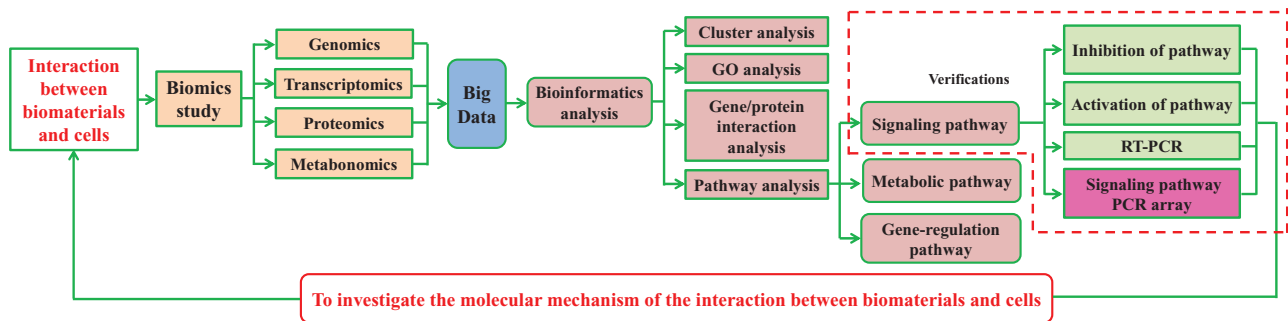 Interaction
between
biomaterials
and cells
Biomics
study
Genomics
Transcriptomics
Proteomics
Metabonomics
Big
Data
Bioinformatics
analysis
Cluster analysis
GO analysis
Gene/protein
interaction
analysis
Pathway analysis
Signaling pathway
Metabolic pathway
Gene-regulation
pathway
Verifications
Inhibition of pathway
Activation of pathway
RT-PCR
Signaling pathway
PCR array
To investigate the molecular mechanism of the interaction between biomaterials and cells